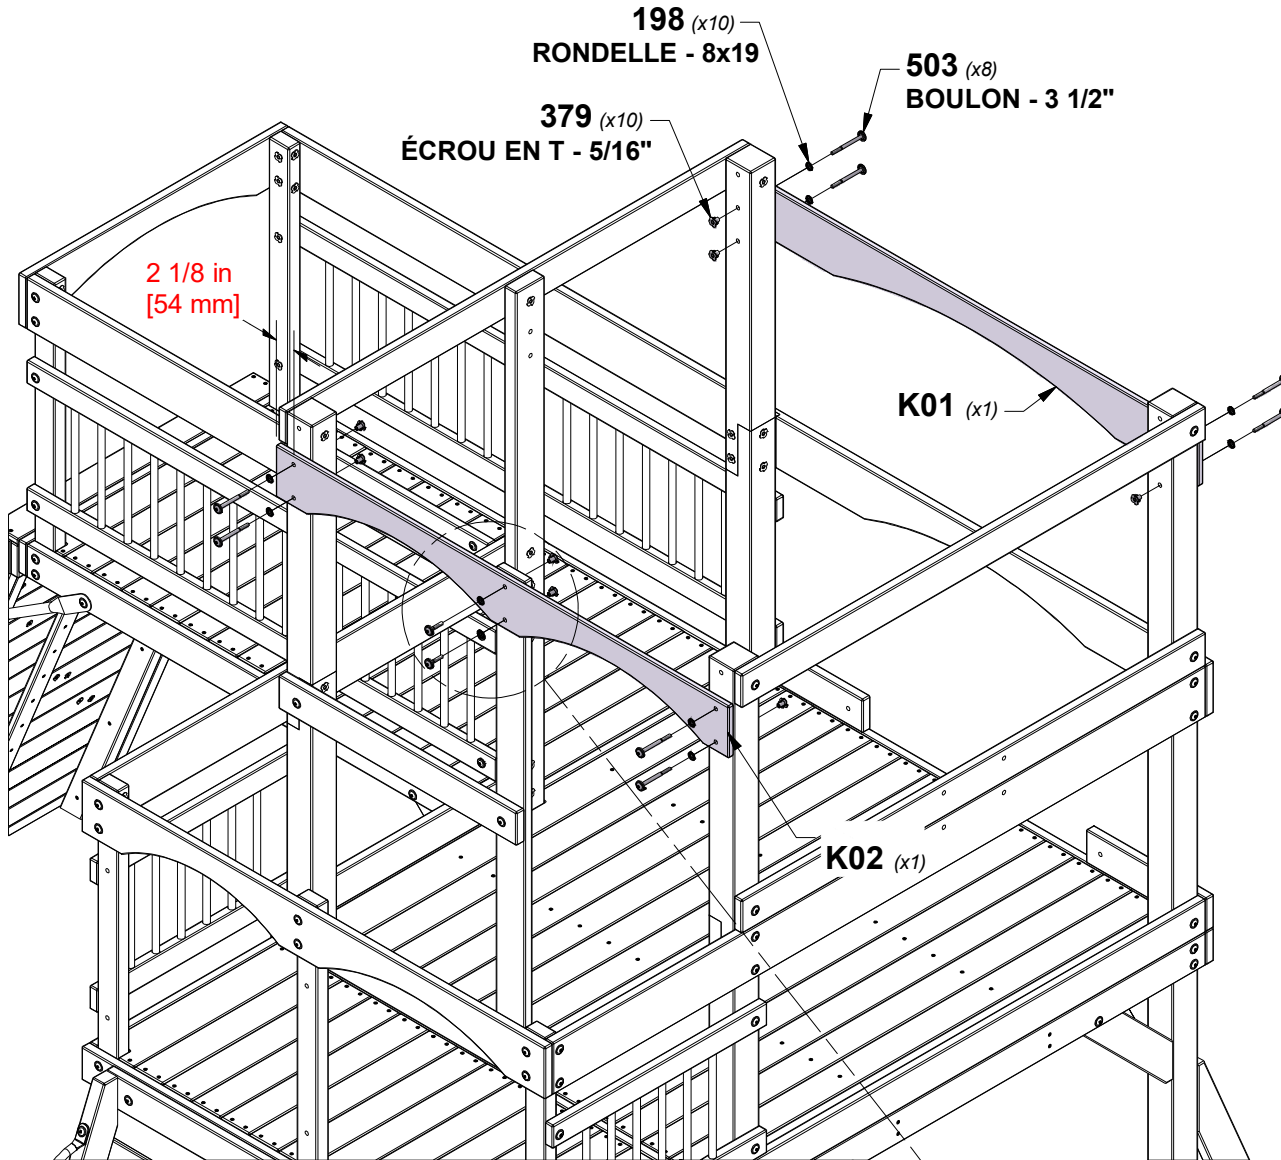 198 (x10)
RONDELLE - 8x19
503 (x8)
BOULON - 3 1/2"
379 (x10)
ÉCROU EN T - 5/16"
2 1/8 in
[54 mm]
K01 (x1)
K02 (x1)